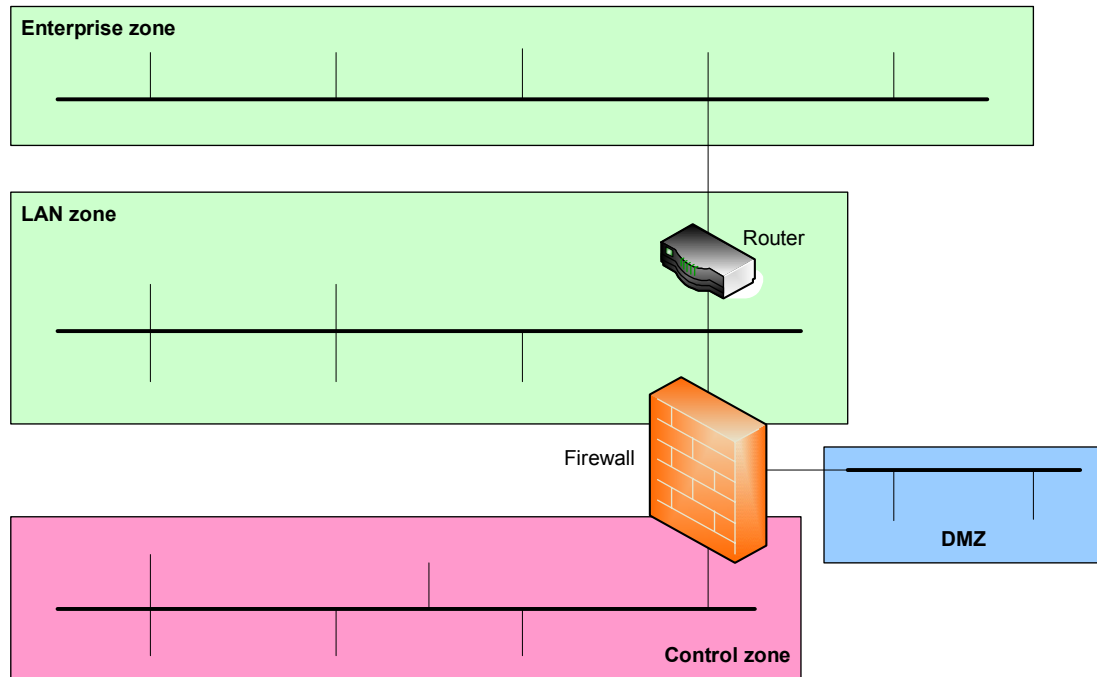 Enterprise zone
LAN zone
Router
Firewall
DMZ
Control zone